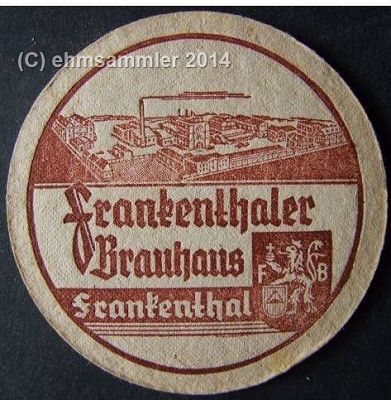 (C) ehmsammler 2014
Frankenthaler
Brauhaus
Frankenthal
F B